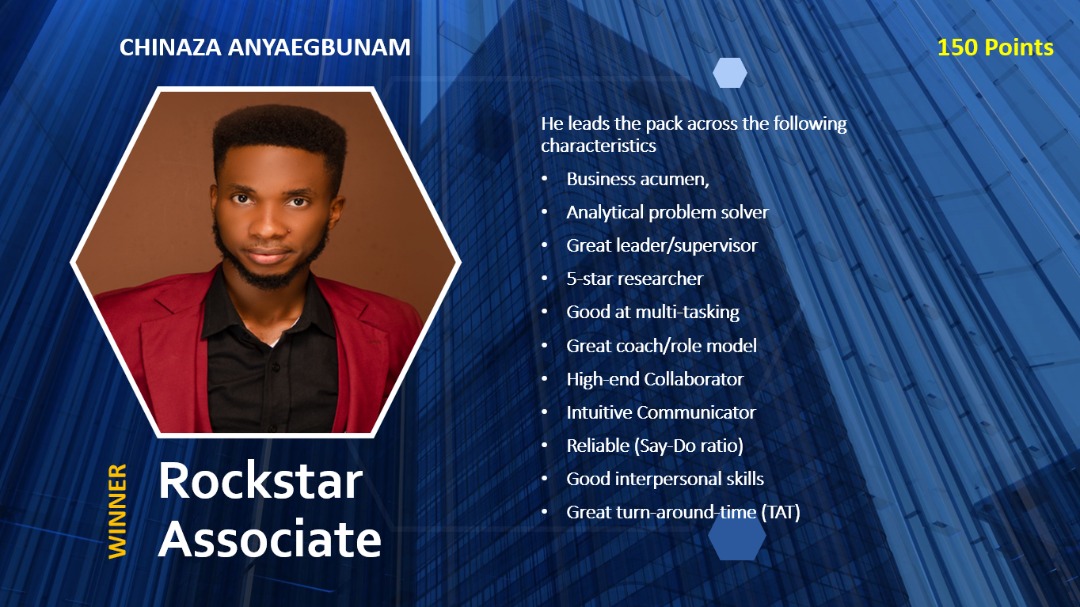 CHINAZA ANYAEGBUNAM
150 Points
He leads the pack across the following
characteristics
• Business acumen,
• Analytical problem solver
• Great leader/supervisor
• 5-star researcher
• Good at multi-tasking
• Great coach/role model
• High-end Collaborator
• Intuitive Communicator
• Reliable (Say-Do ratio)
• Good interpersonal skills
• Great turn-around-time (TAT)
WINNER
Rockstar
Associate